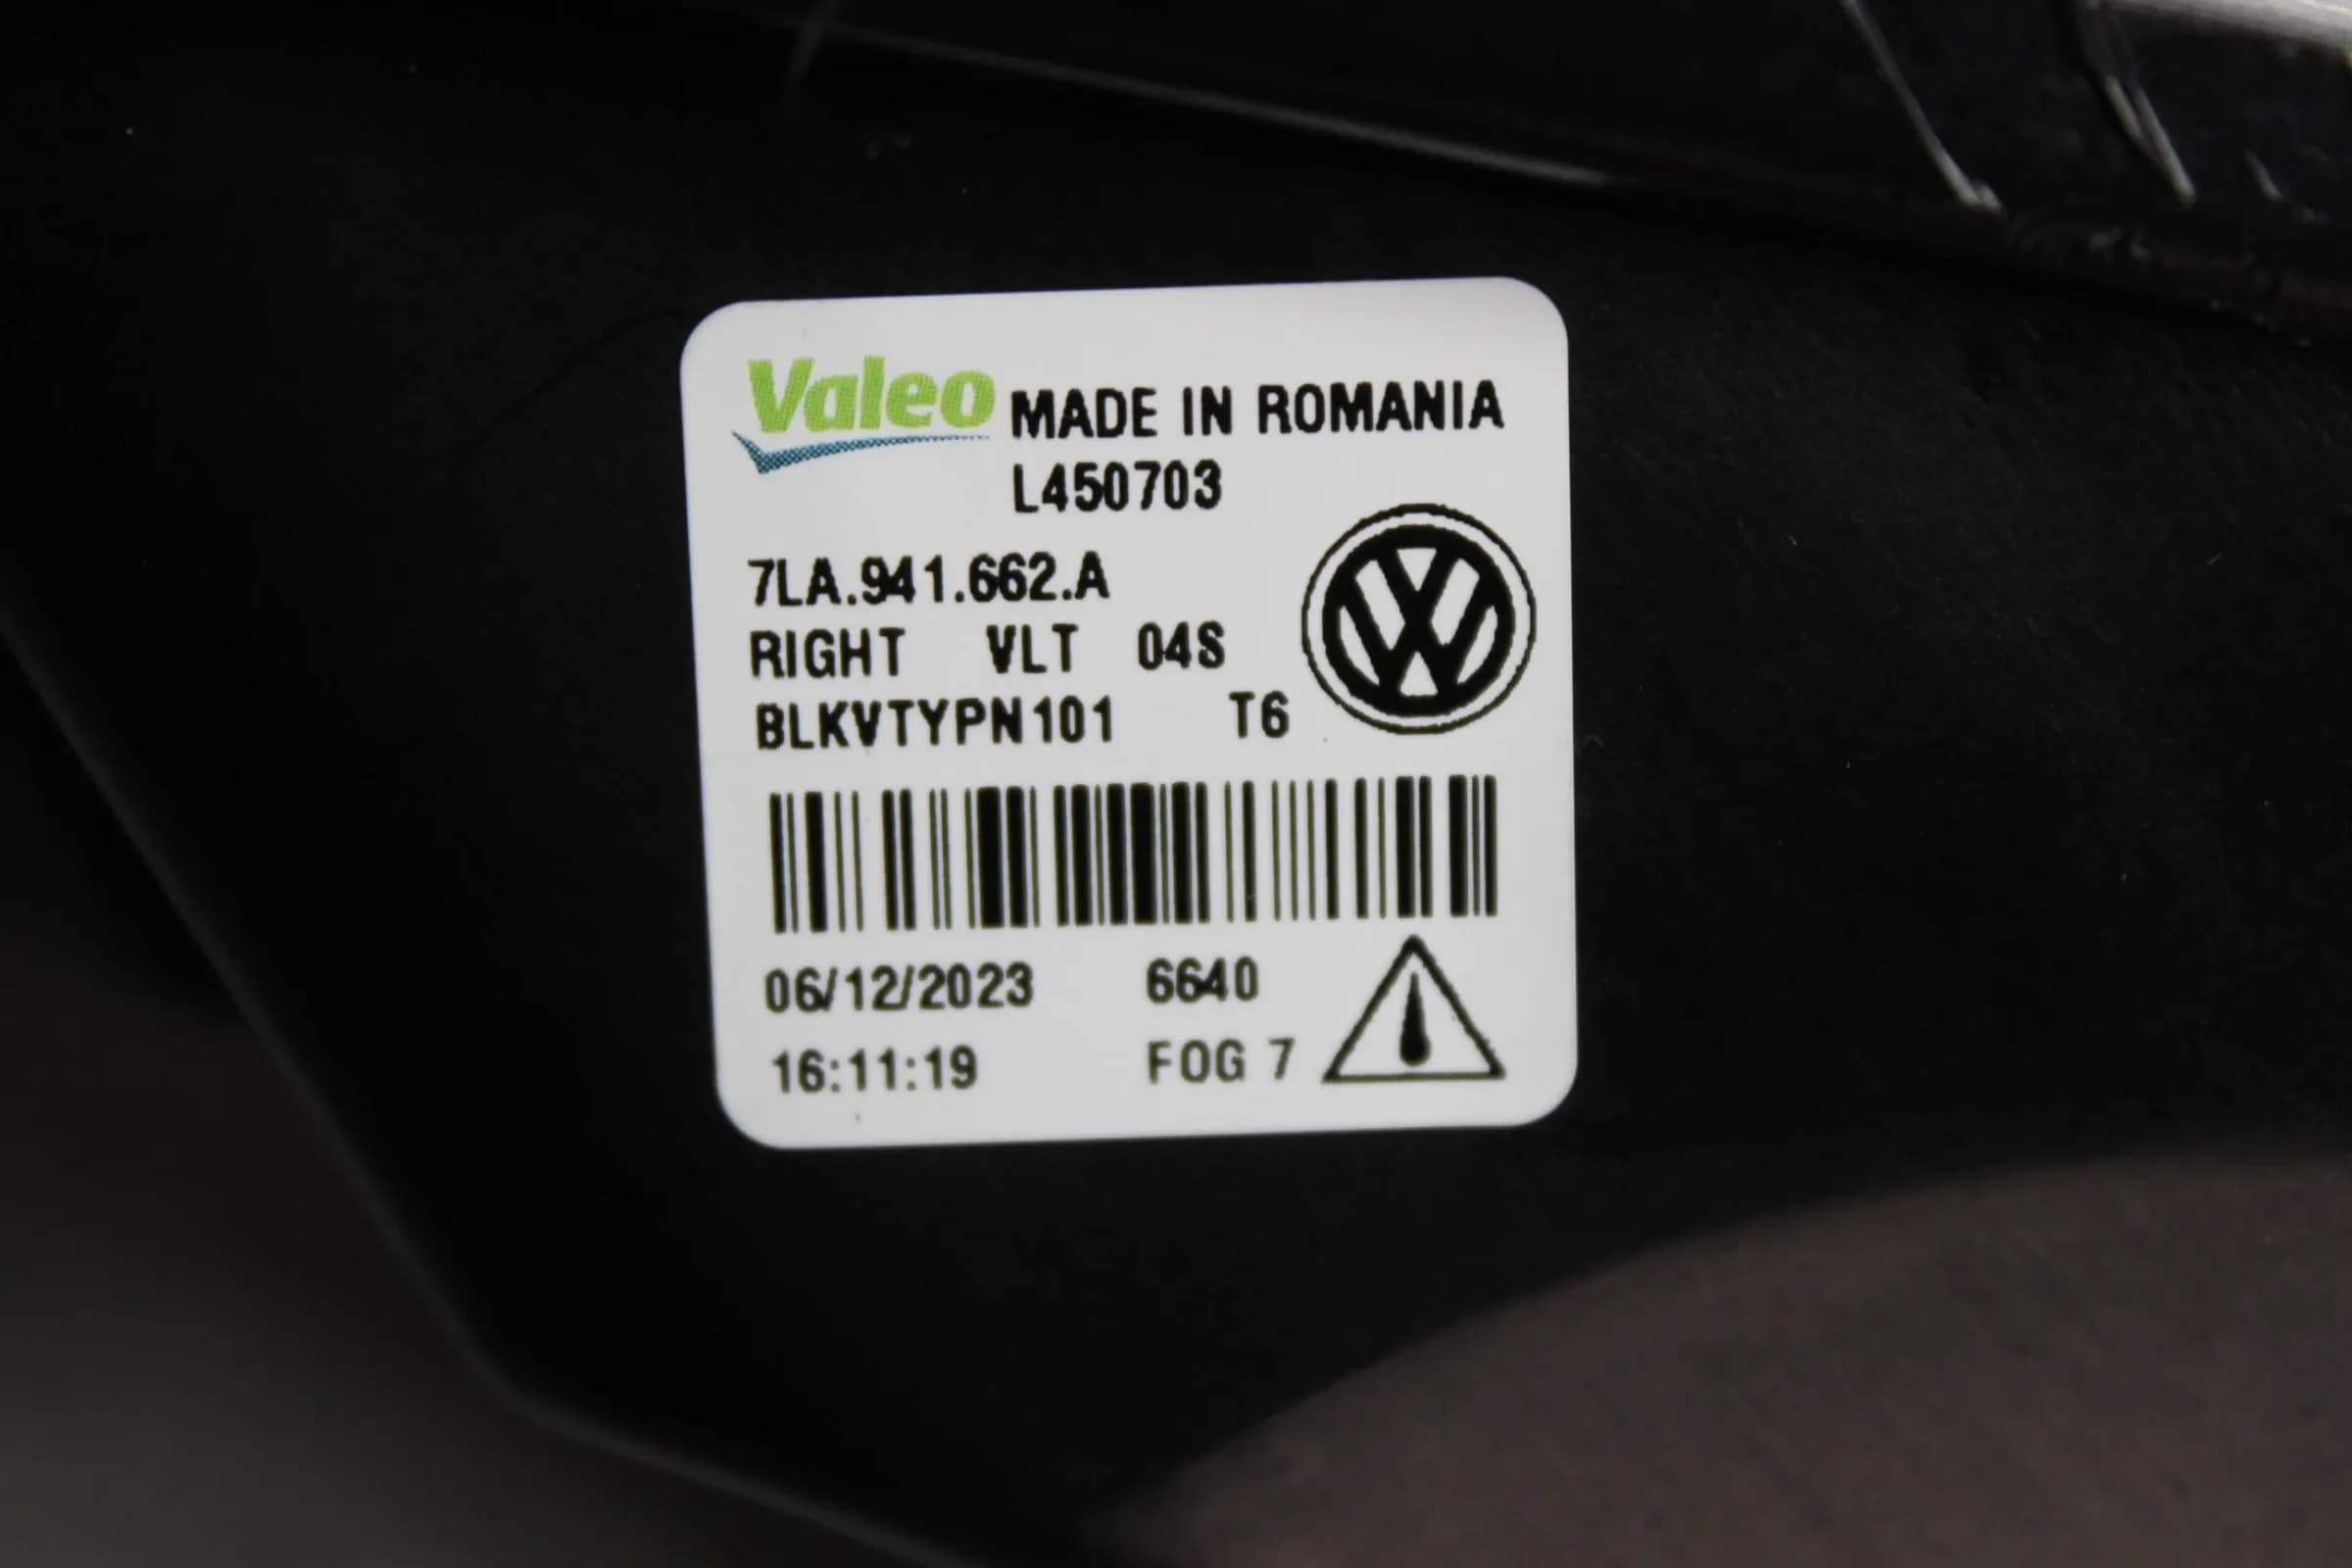 Valeo MADE IN ROMANIA
L450703
7LA.941.662.A
RIGHT VLT 04S
BLKVTYPN101 T6
06/12/2023 6640
16:11:19 FOG 7